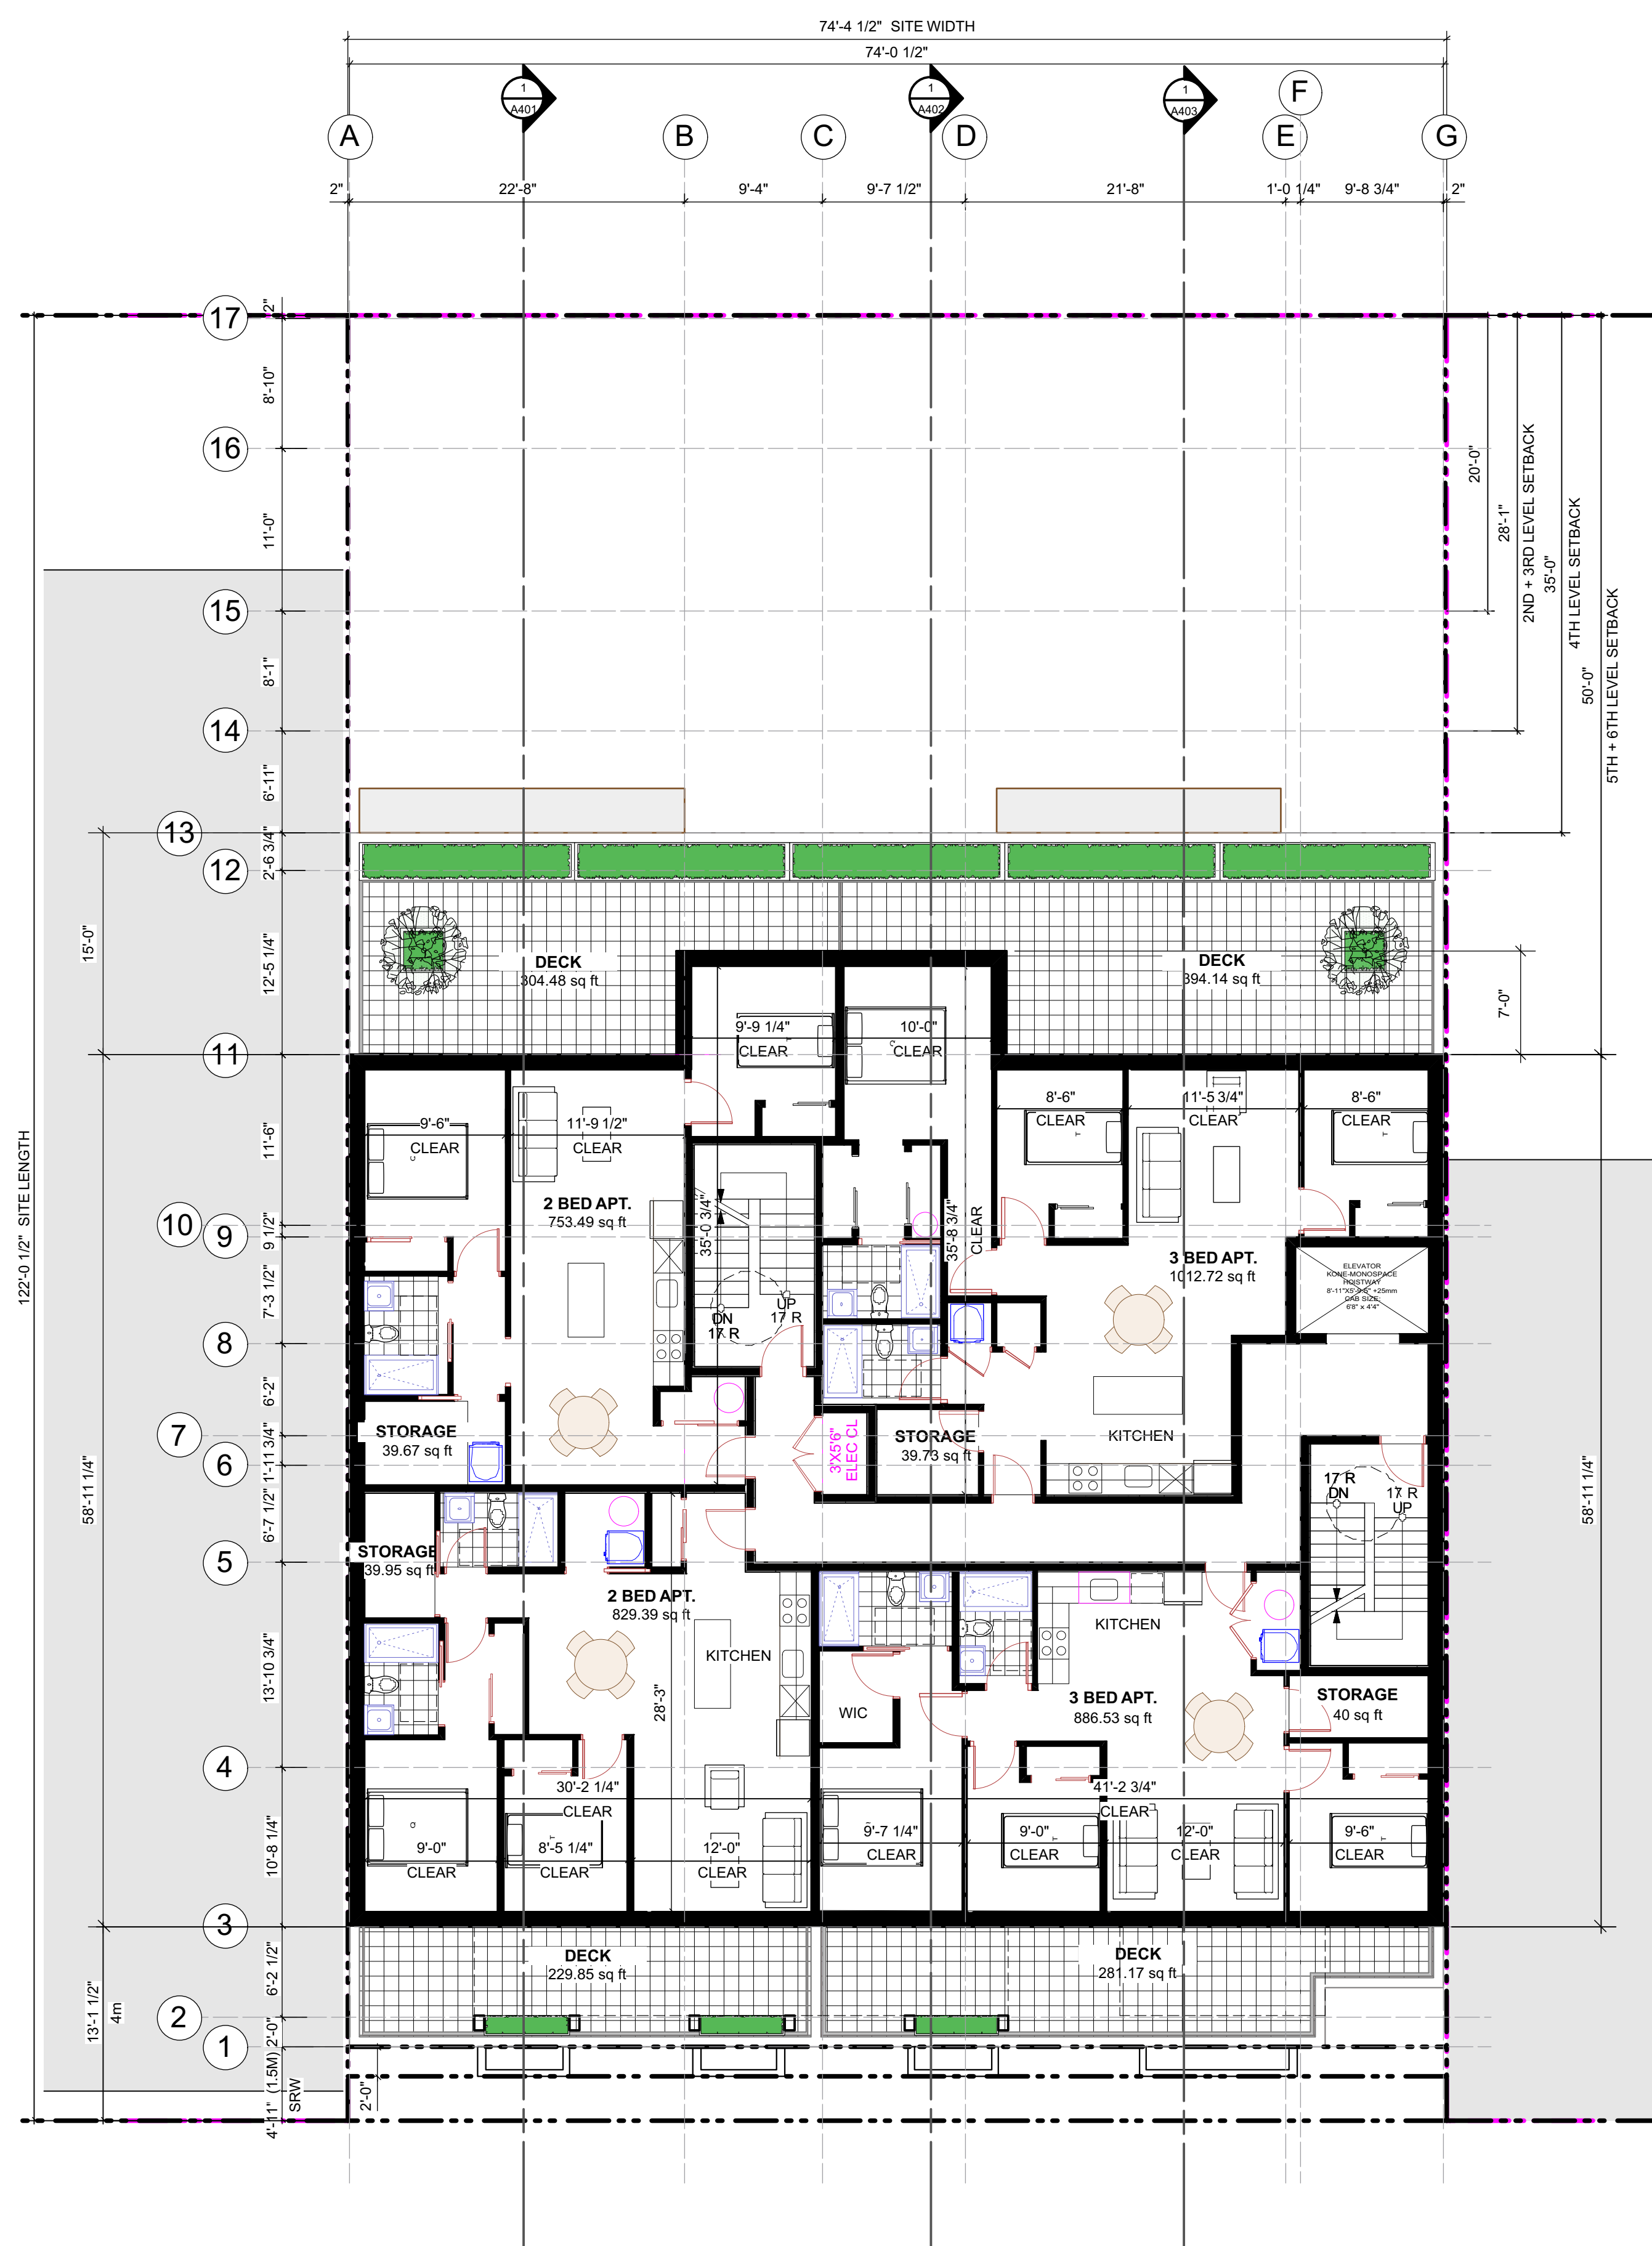 74'-4 1/2" SITE WIDTH
74'-0 1/2"
1
A401
1
A402
1
A403
A
B
C
D
E
F
G
2"
22'-8"
9'-4"
9'-7 1/2"
21'-8"
1'-0 1/4"
9'-8 3/4"
2"
17
16
15
14
13
12
11
10
9
8
7
6
5
4
3
2
1
2"
8'-10"
11'-0"
8'-1"
6'-11"
2'-6 3/4"
12'-5 1/4"
11'-6"
9 1/2"
7'-3 1/2"
6'-2"
1'-11 3/4"
6'-7 1/2"
13'-10 3/4"
10'-8 1/4"
6'-2 1/2"
2'-0"
4'-11" (1.5M)
SRW
2'-0"
15'-0"
58'-11 1/4"
13'-1 1/2"
4m
122'-0 1/2" SITE LENGTH
20'-0"
28'-1"
2ND + 3RD LEVEL SETBACK
35'-0"
4TH LEVEL SETBACK
50'-0"
5TH + 6TH LEVEL SETBACK
7'-0"
58'-11 1/4"
DECK
304.48 sq ft
DECK
394.14 sq ft
9'-9 1/4"
CLEAR
10'-0"
CLEAR
9'-6"
CLEAR
11'-9 1/2"
CLEAR
8'-6"
CLEAR
11'-5 3/4"
CLEAR
8'-6"
CLEAR
2 BED APT.
753.49 sq ft
35'-0 3/4"
35'-8 3/4"
CLEAR
3 BED APT.
1012.72 sq ft
ELEVATOR
KONE-MONOSPACE
HOISTWAY
8'-11"X5'-9.5" +25mm
CAB SIZE:
6'8" x 4'4"
DN
17 R
UP
17 R
STORAGE
39.67 sq ft
3'X5'6"
ELEC CL
STORAGE
39.73 sq ft
KITCHEN
17 R
DN
17 R
UP
STORAGE
39.95 sq ft
2 BED APT.
829.39 sq ft
KITCHEN
28'-3"
KITCHEN
WIC
3 BED APT.
886.53 sq ft
STORAGE
40 sq ft
30'-2 1/4"
CLEAR
41'-2 3/4"
CLEAR
9'-0"
CLEAR
8'-5 1/4"
CLEAR
12'-0"
CLEAR
9'-7 1/4"
CLEAR
9'-0"
CLEAR
12'-0"
CLEAR
9'-6"
CLEAR
DECK
229.85 sq ft
DECK
281.17 sq ft